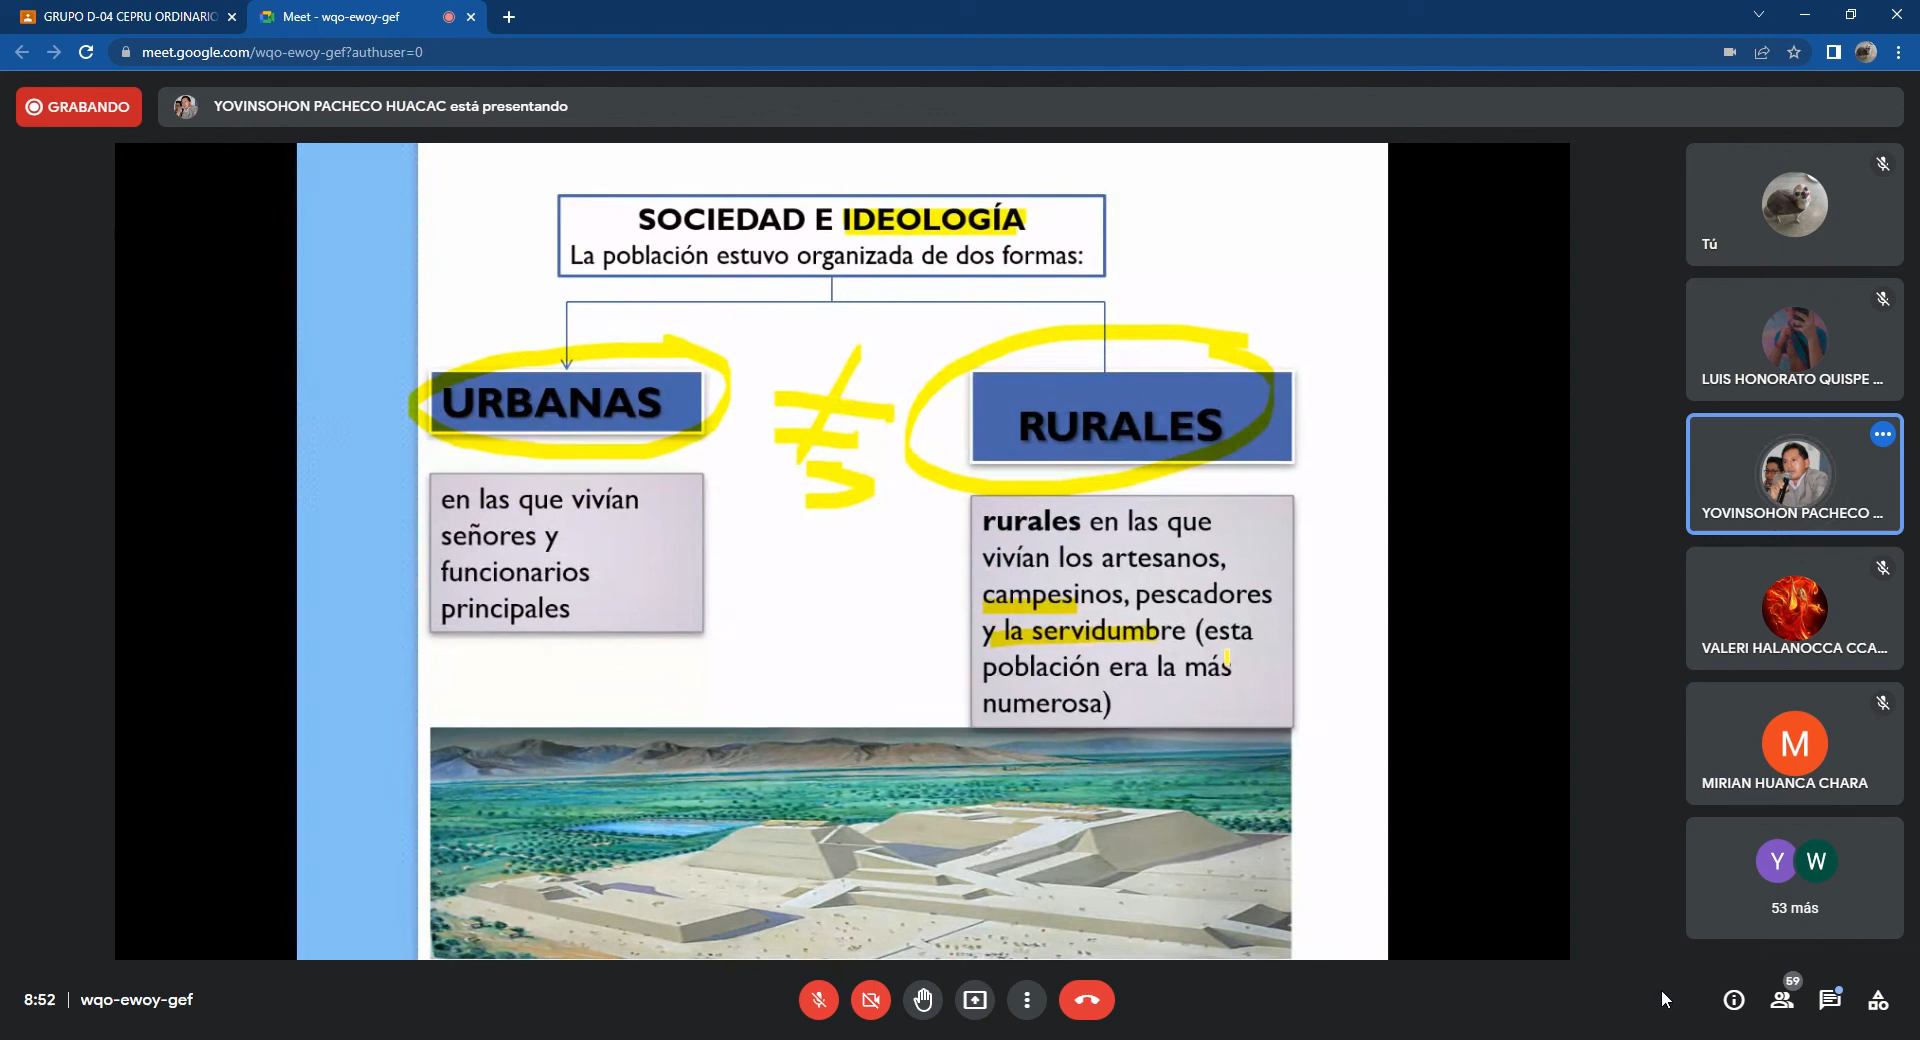 GRUPO D-04 CEPRU ORDINARIO
Meet - wqo-ewoy-gef
meet.google.com/wqo-ewoy-gef?authuser=0
GRABANDO
YOVINSOHON PACHECO HUACAC está presentando
SOCIEDAD E IDEOLOGÍA
La población estuvo organizada de dos formas:
URBANAS
RURALES
en las que vivían
señores y
funcionarios
principales
rurales en las que
vivían los artesanos,
campesinos, pescadores
y la servidumbre (esta
población era la más
numerosa)
Tú
LUIS HONORATO QUISPE ...
YOVINSOHON PACHECO ...
VALERI HALANOCCA CCA...
M
MIRIAN HUANCA CHARA
Y W
53 más
8:52 | wqo-ewoy-gef
59